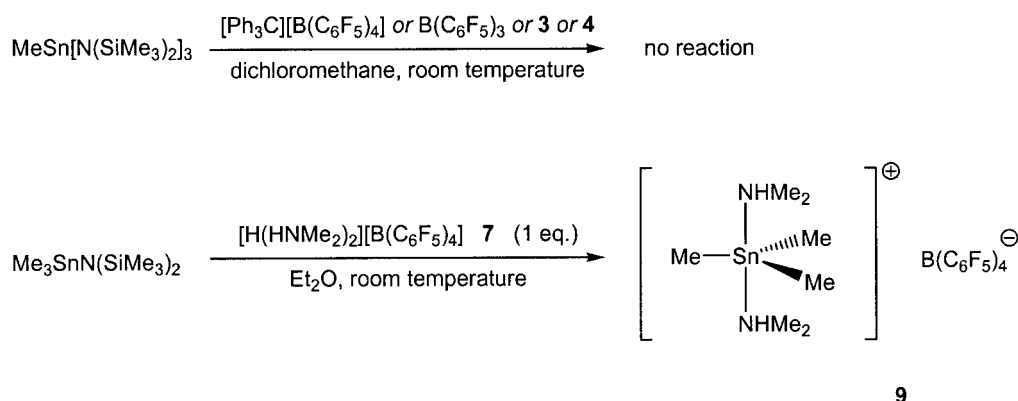 [Ph3C][B(C6F5)4] or B(C6F5)3 or 3 or 4
MeSn[N(SiMe3)2]3
no reaction
dichloromethane, room temperature
⊕
NHMe2
[H(HNMe2)2][B(C6F5)4] 7 (1 eq.)
Me
Me3SnN(SiMe3)2
Me Sn
B(C6F5)4⊖
Et2O, room temperature
Me
NHMe2
9